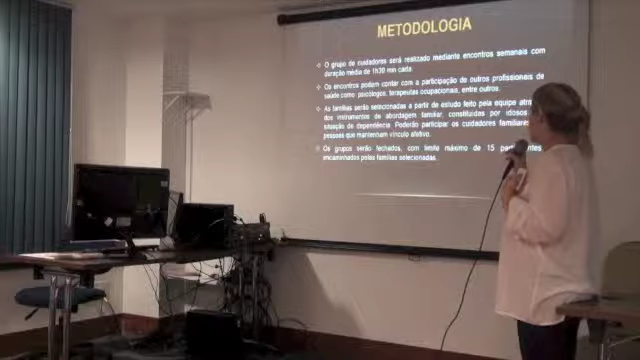 METODOLOGIA
O grupo de cuidadores será realizado mediante encontros semanais com
duração média de 1h30 min cada.
Os encontros podem contar com a participação de outros profissionais de
saúde como: psicólogos, terapeutas ocupacionais, entre outros.
As famílias serão selecionadas a partir de estudo feito pela equipe
dos instrumentos de abordagem familiar, constituídas por idosos
situação de dependência. Poderão participar os cuidadores familiares
pessoas que mantenham vínculo afetivo.
Os grupos serão fechados, com limite máximo de 15
encaminhadas pelas famílias selecionadas.